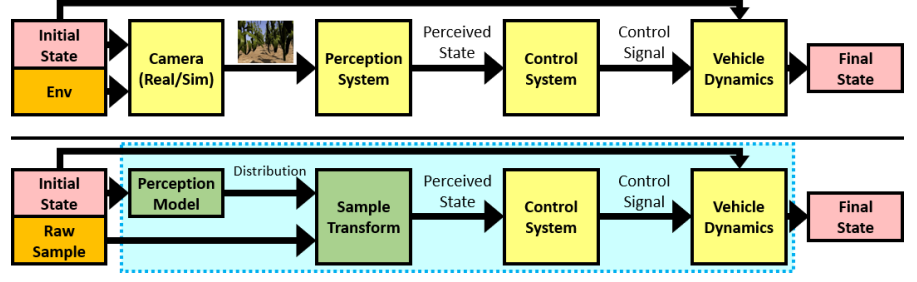 Initial
State
Env
Camera
(Real/Sim)
Perception
System
Perceived
State
Control
System
Control
Signal
Vehicle
Dynamics
Final
State
Initial
State
Raw
Sample
Perception
Model
Distribution
Sample
Transform
Perceived
State
Control
System
Control
Signal
Vehicle
Dynamics
Final
State